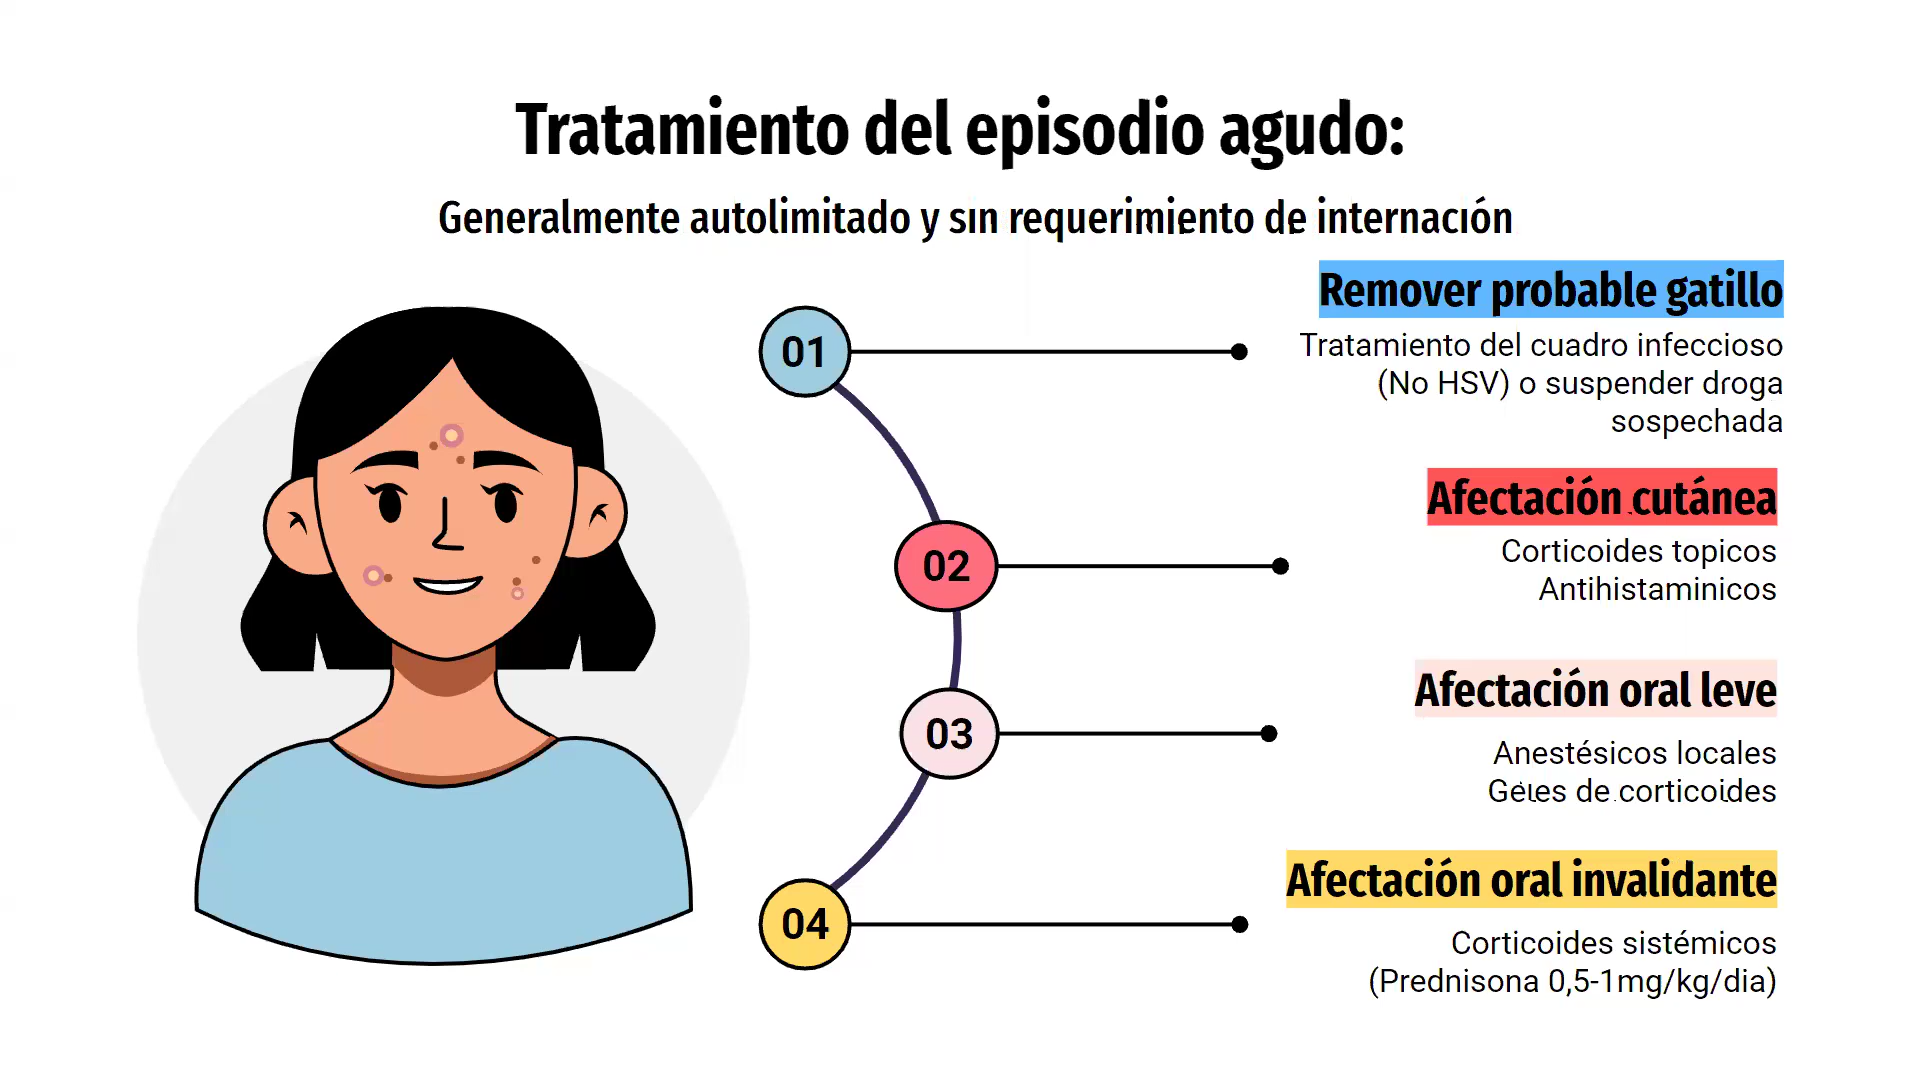 Tratamiento del episodio agudo:
Generalmente autolimitado y sin requerimiento de internación
01
Remover probable gatillo
Tratamiento del cuadro infeccioso
(No HSV) o suspender droga
sospechada
02
Afectación cutánea
Corticoides topicos
Antihistaminicos
03
Afectación oral leve
Anestésicos locales
Geles de corticoides
04
Afectación oral invalidante
Corticoides sistémicos
(Prednisona 0,5-1mg/kg/dia)